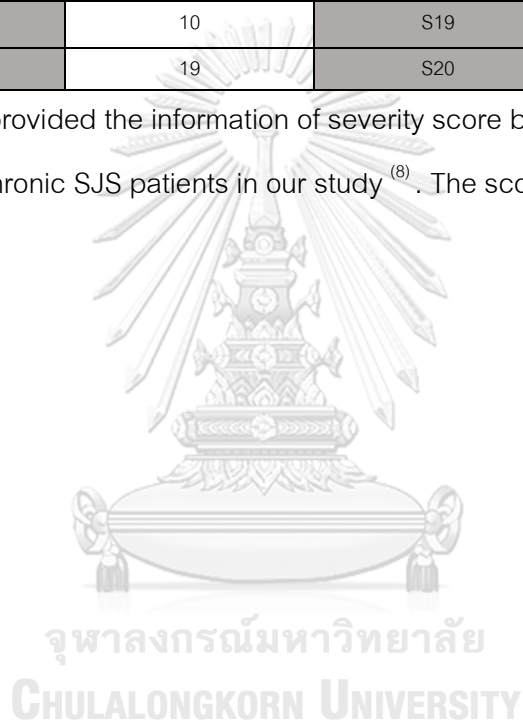 10 S19
19 S20
provided the information of severity score b
hronic SJS patients in our study (8). The sco
จุฬาลงกรณ์มหาวิทยาลัย
CHULALONGKORN UNIVERSITY